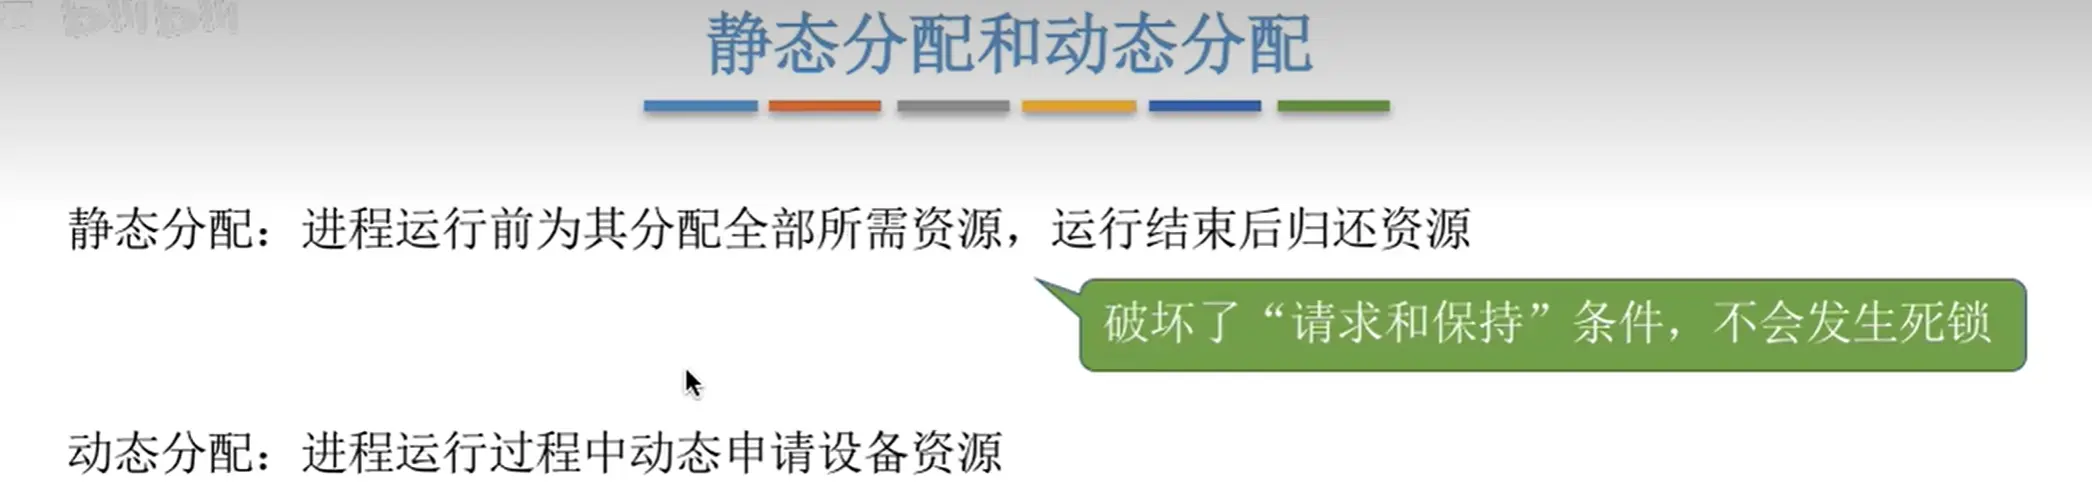 静态分配和动态分配
静态分配：进程运行前为其分配全部所需资源，运行结束后归还资源
破坏了“请求和保持”条件，不会发生死锁
动态分配：进程运行过程中动态申请设备资源